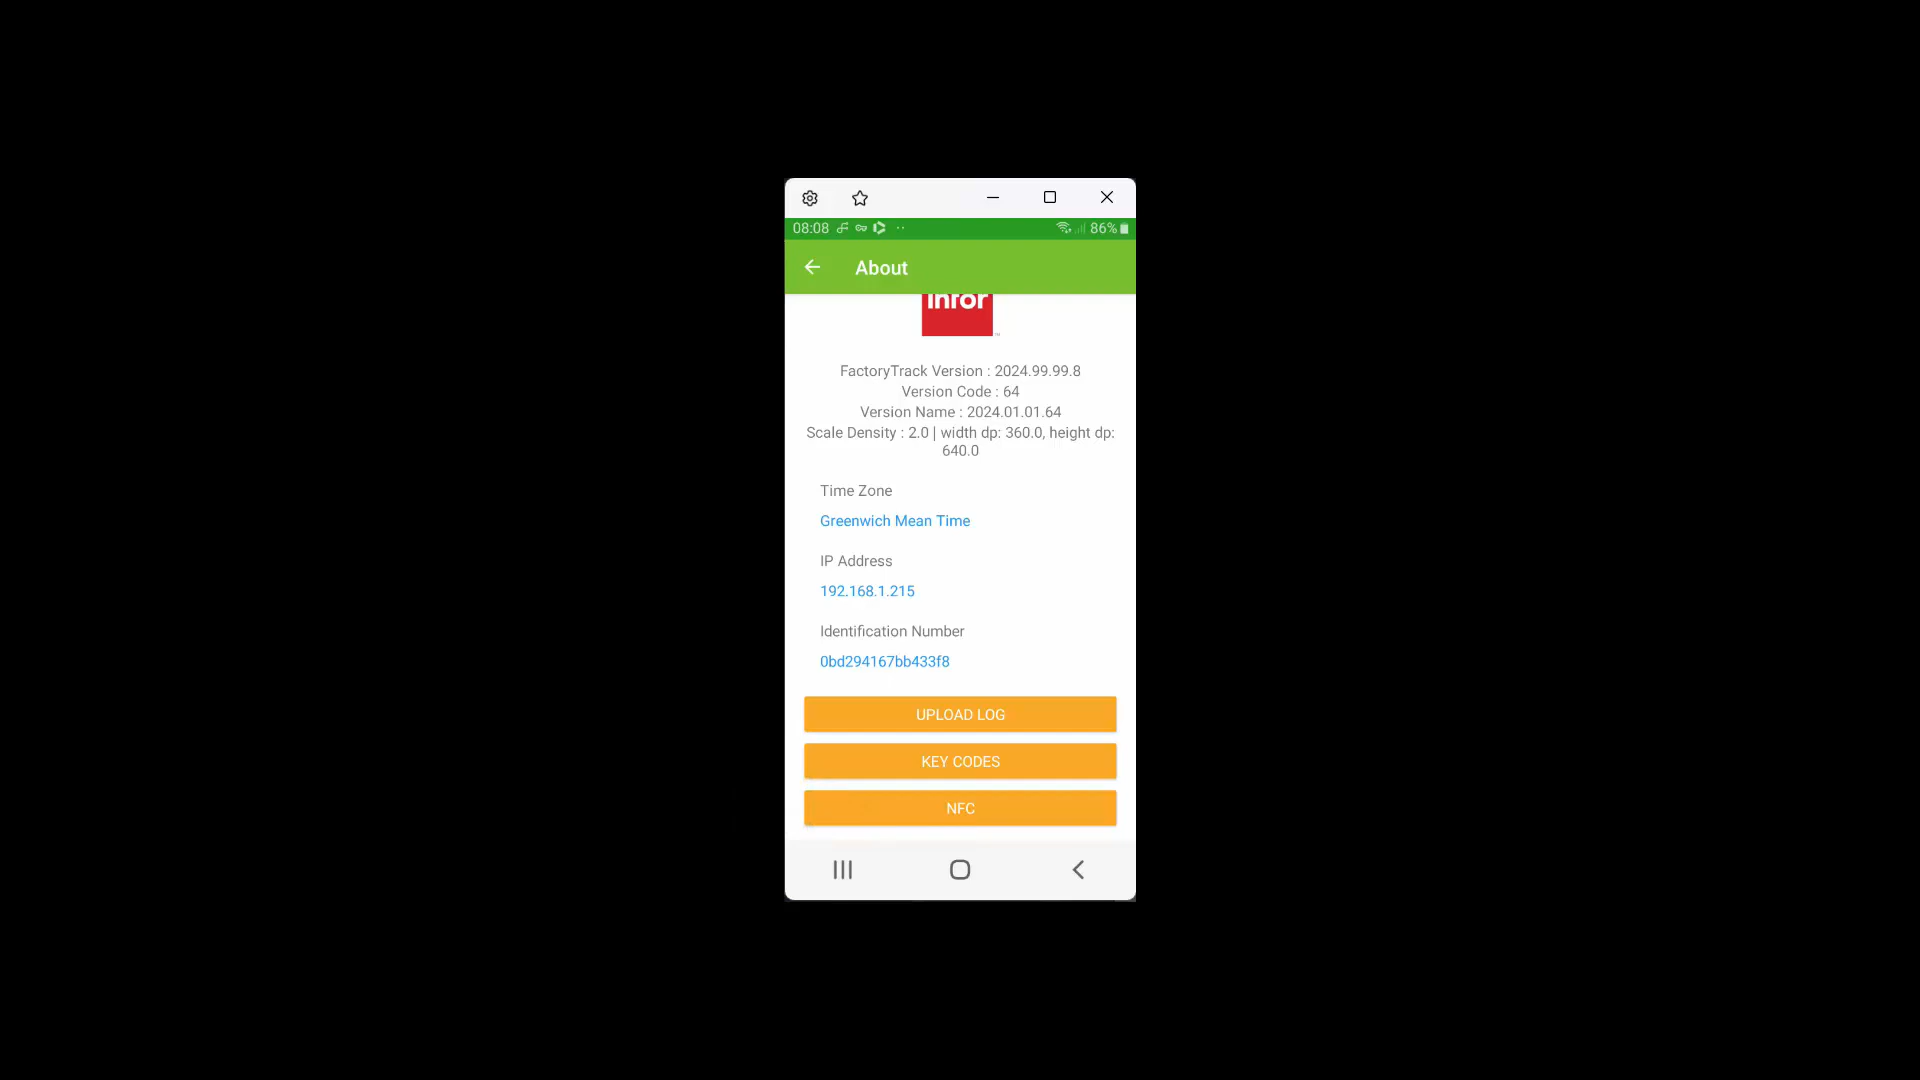 08:08
86%
About
infor
FactoryTrack Version : 2024.99.99.8
Version Code : 64
Version Name : 2024.01.01.64
Scale Density : 2.0 | width dp: 360.0, height dp:
640.0
Time Zone
Greenwich Mean Time
IP Address
192.168.1.215
Identification Number
0bd294167bb433f8
UPLOAD LOG
KEY CODES
NFC